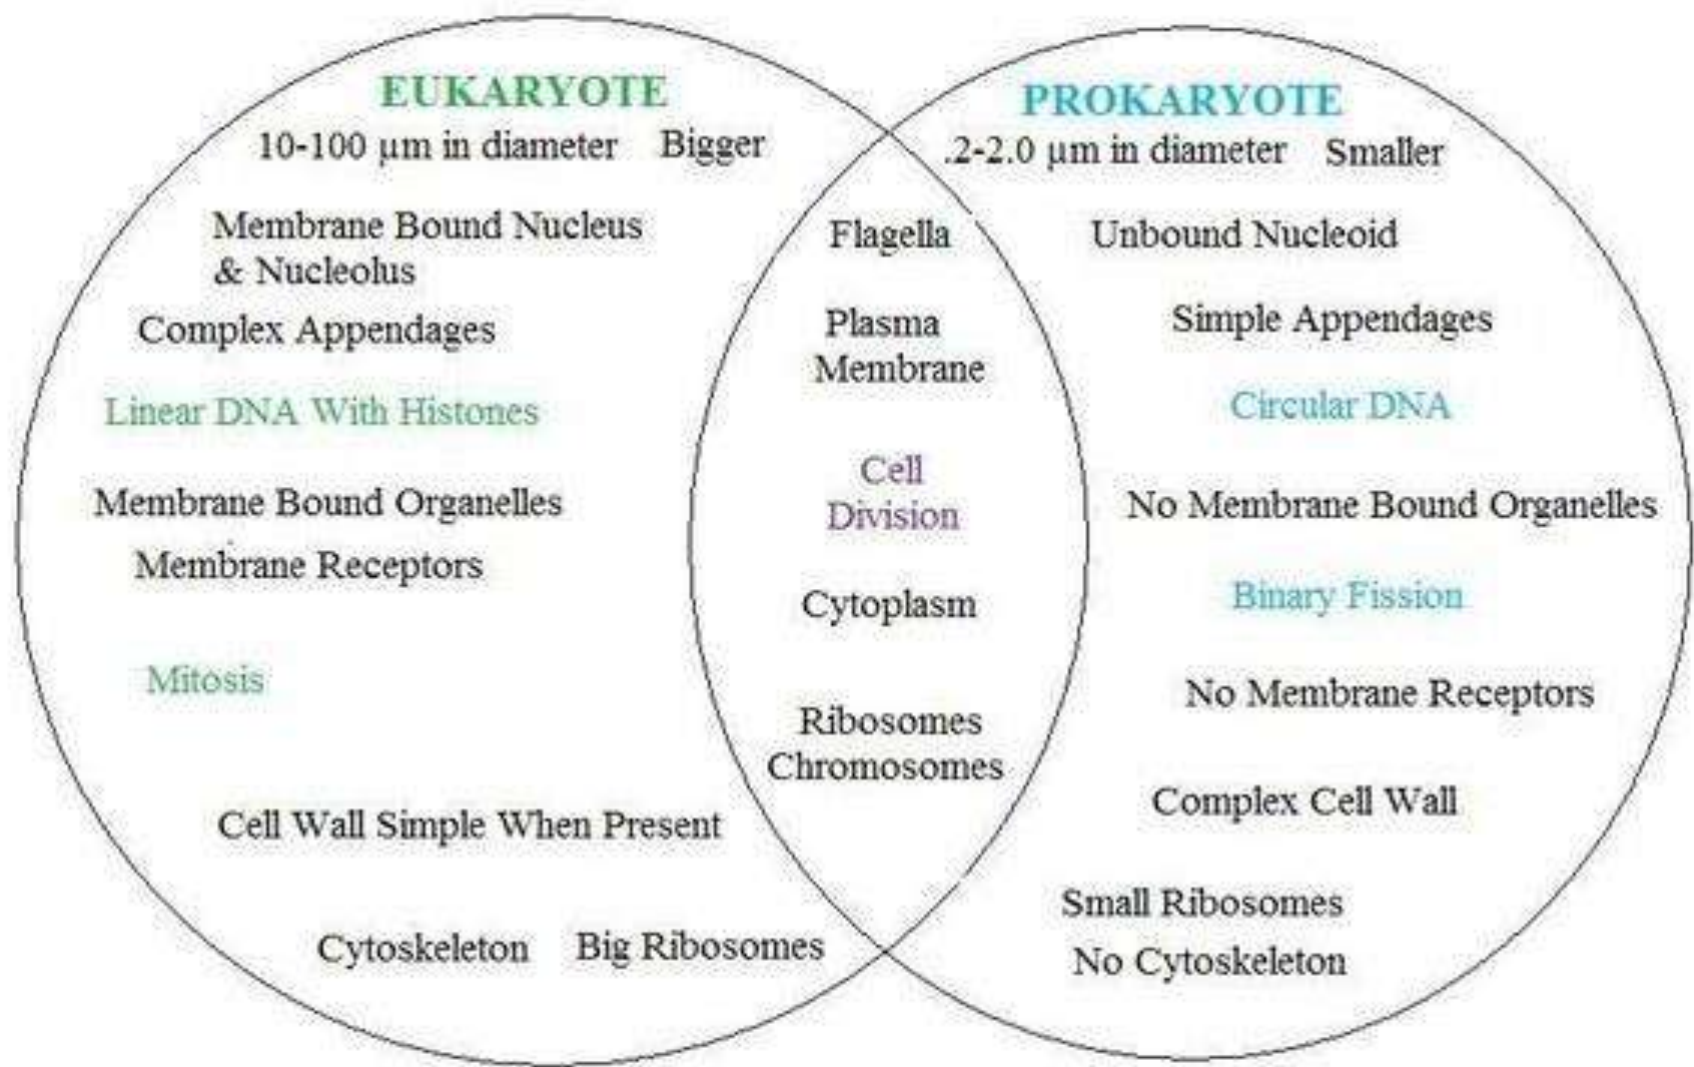 EUKARYOTE
10-100 µm in diameter Bigger
Membrane Bound Nucleus
& Nucleolus
Complex Appendages
Linear DNA With Histones
Membrane Bound Organelles
Membrane Receptors
Mitosis
Cell Wall Simple When Present
Cytoskeleton Big Ribosomes
Flagella
Plasma
Membrane
Cell
Division
Cytoplasm
Ribosomes
Chromosomes
PROKARYOTE
.2-2.0 µm in diameter Smaller
Unbound Nucleoid
Simple Appendages
Circular DNA
No Membrane Bound Organelles
Binary Fission
No Membrane Receptors
Complex Cell Wall
Small Ribosomes
No Cytoskeleton